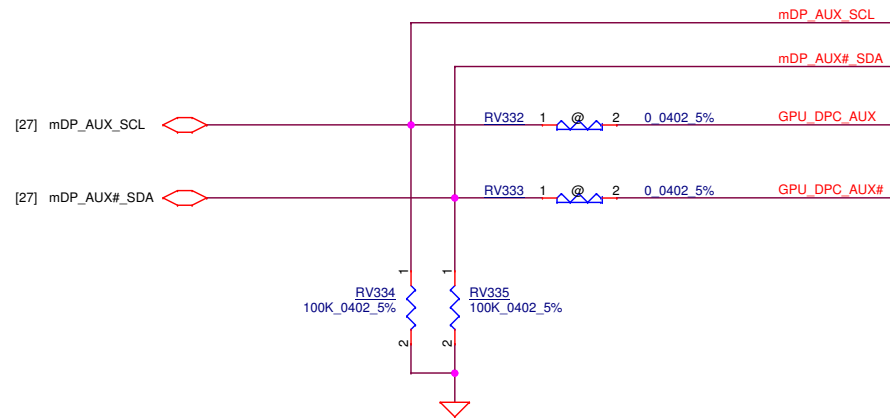 mDP_AUX_SCL
mDP_AUX#_SDA
[27] mDP_AUX_SCL RV332 1 @ 2 0_0402_5% GPU_DPC_AUX
[27] mDP_AUX#_SDA RV333 1 @ 2 0_0402_5% GPU_DPC_AUX#
1 1
RV334 RV335
100K_0402_5% 100K_0402_5%
2 2